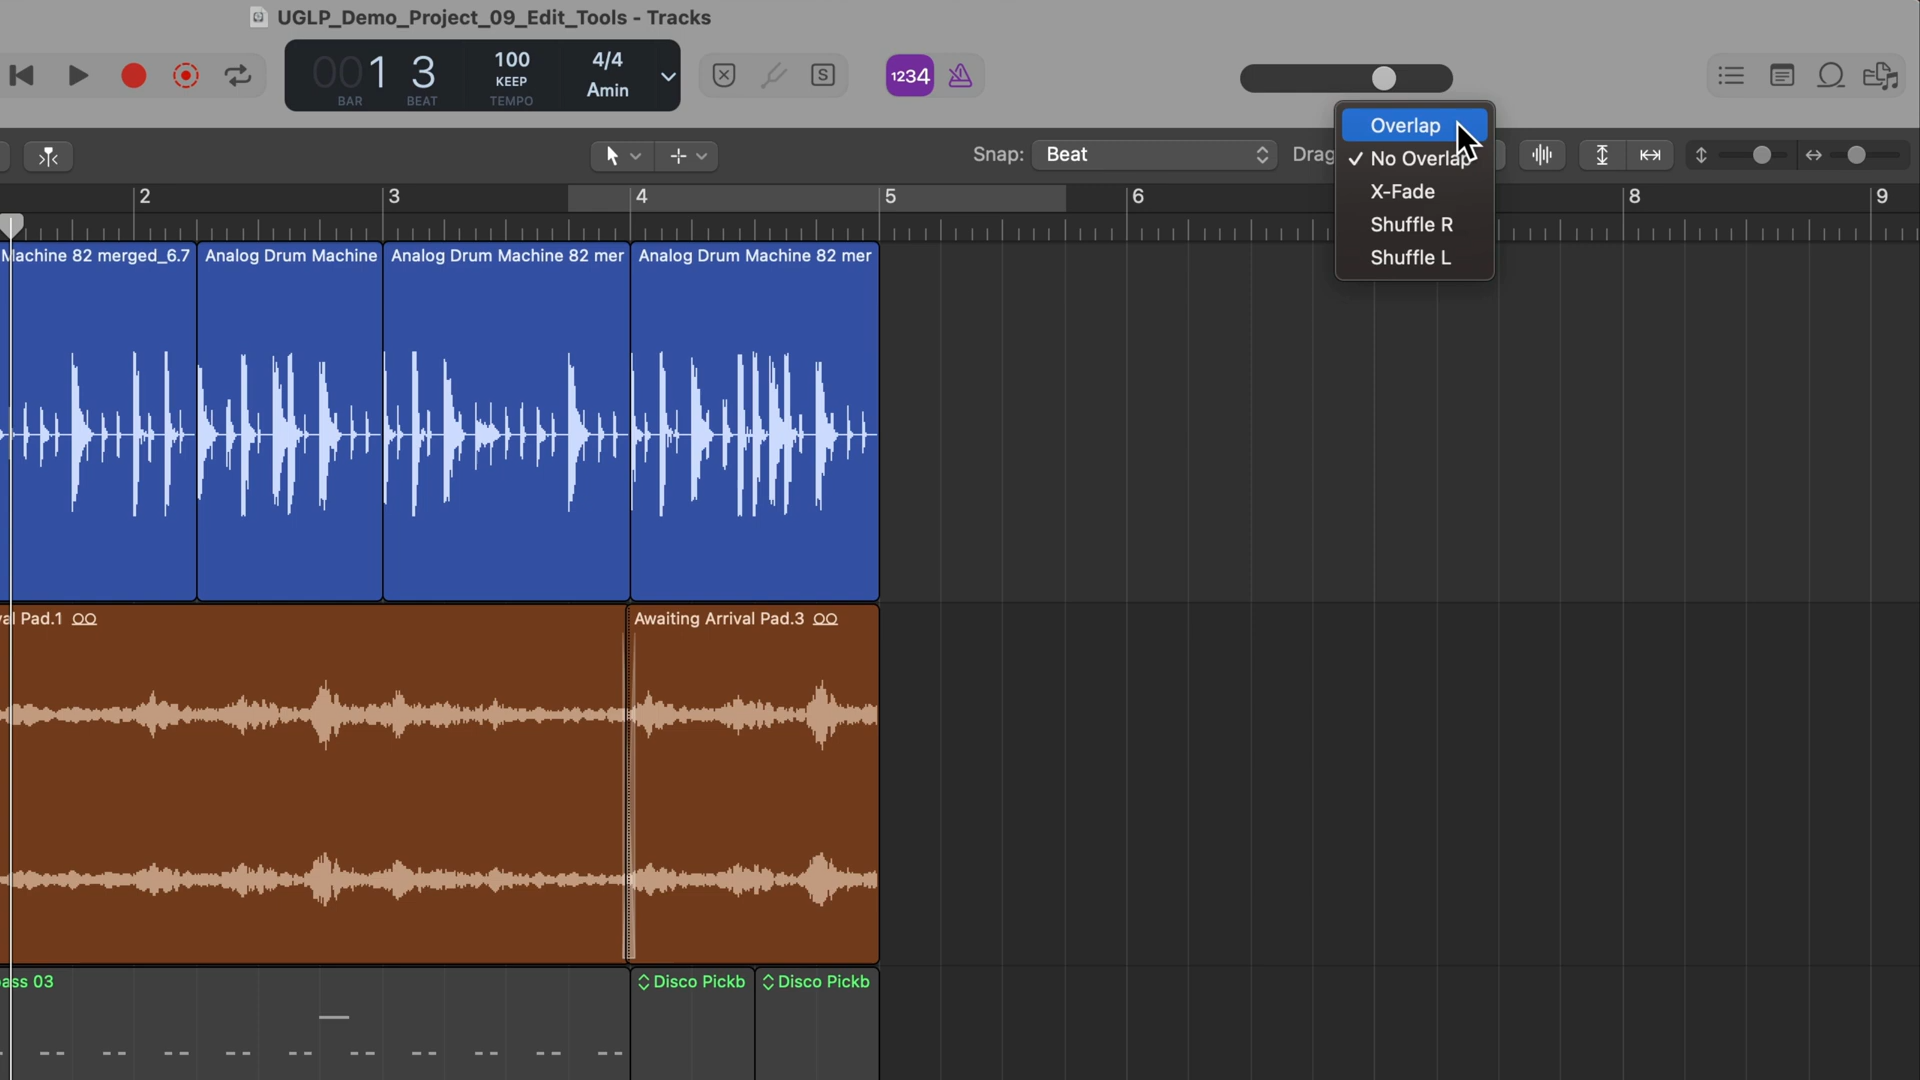 UGLP_Demo_Project_09_Edit_Tools - Tracks
001 3
BAR BEAT
100
KEEP
TEMPO
4/4
Amin
S
1234
Snap: Beat
Drag
Overlap
✓ No Overlap
X-Fade
Shuffle R
Shuffle L
2 3 4 5 6 8 9
Machine 82 merged_6.7
Analog Drum Machine
Analog Drum Machine 82 mer
Analog Drum Machine 82 mer
al Pad.1
Awaiting Arrival Pad.3
ass 03
Disco Pickb
Disco Pickb